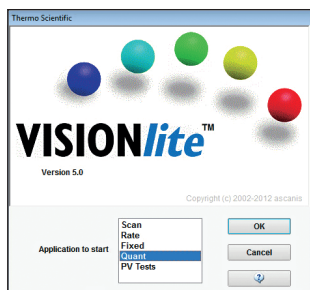 Thermo Scientific
VISIONlite™
Version 5.0
Copyright (c) 2002-2012 ascanis
Application to start
Scan
Rate
Fixed
Quant
PV Tests
OK
Cancel
?